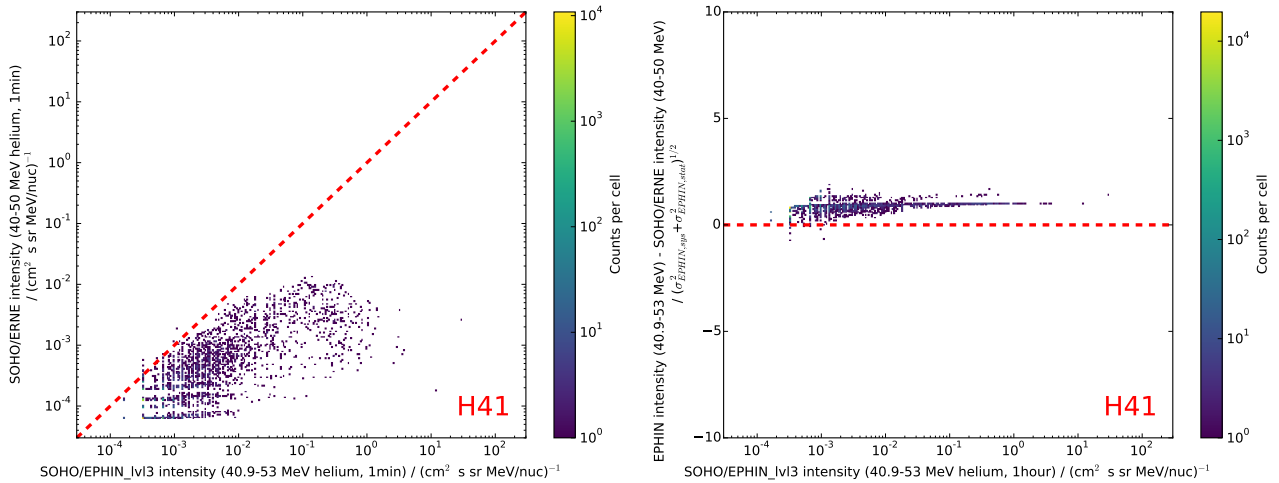 SOHO/ERNE intensity (40-50 MeV helium, 1min)
/ (cm² s sr MeV/nuc)⁻¹
10²
10¹
10⁰
10⁻¹
10⁻²
10⁻³
10⁻⁴
10⁻⁴ 10⁻³ 10⁻² 10⁻¹ 10⁰ 10¹ 10²
SOHO/EPHIN_lvl3 intensity (40.9-53 MeV helium, 1min) / (cm² s sr MeV/nuc)⁻¹
H41
10⁴
10³
10²
10¹
10⁰
Counts per cell
EPHIN intensity (40.9-53 MeV) - SOHO/ERNE intensity (40-50 MeV)
/ (σ²_EPHIN,sys+σ²_EPHIN,stat)^1/2
10
5
0
−5
−10
10⁻⁴ 10⁻³ 10⁻² 10⁻¹ 10⁰ 10¹ 10²
SOHO/EPHIN_lvl3 intensity (40.9-53 MeV helium, 1hour) / (cm² s sr MeV/nuc)⁻¹
H41
10⁴
10³
10²
10¹
10⁰
Counts per cell